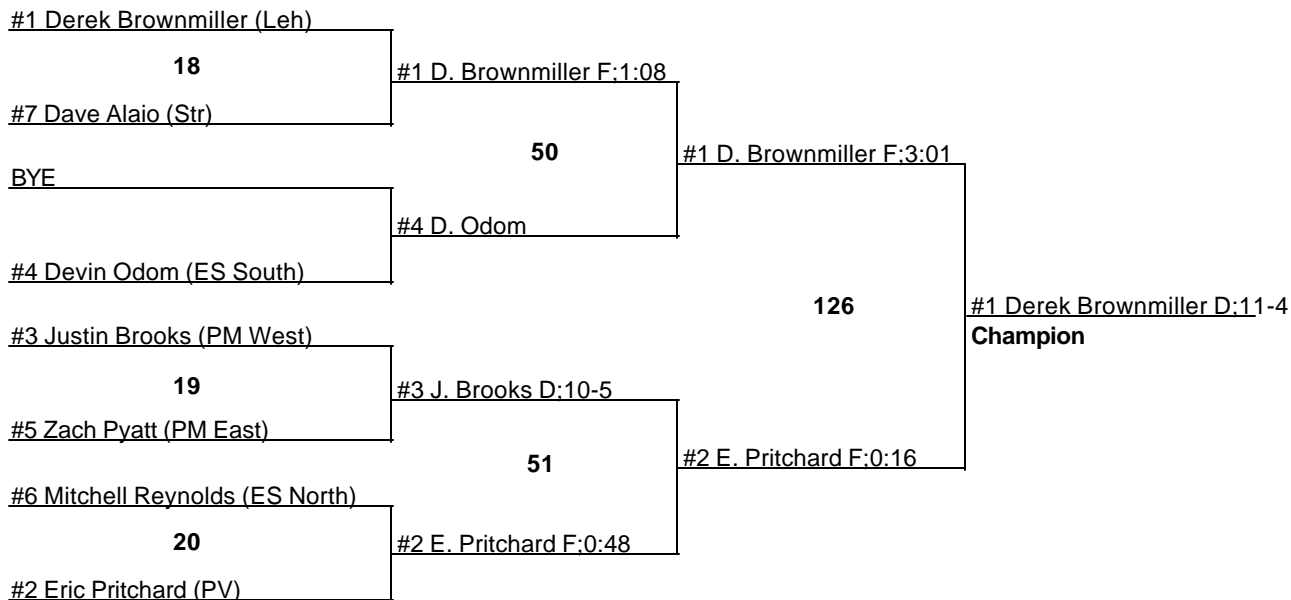 #1 Derek Brownmiller (Leh)
18
#1 D. Brownmiller F;1:08
#7 Dave Alaio (Str)
50
#1 D. Brownmiller F;3:01
BYE
#4 D. Odom
#4 Devin Odom (ES South)
126
#1 Derek Brownmiller D;11-4
Champion
#3 Justin Brooks (PM West)
19
#3 J. Brooks D;10-5
#5 Zach Pyatt (PM East)
51
#2 E. Pritchard F;0:16
#6 Mitchell Reynolds (ES North)
20
#2 E. Pritchard F;0:48
#2 Eric Pritchard (PV)